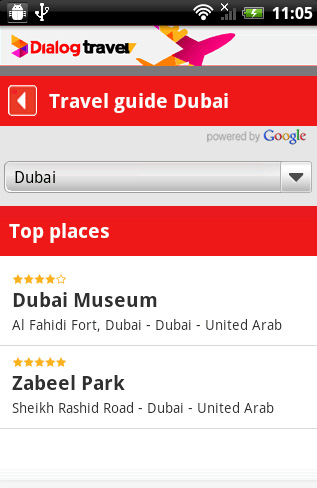 11:05
Dialog travel
Travel guide Dubai
powered by Google
Dubai
Top places
Dubai Museum
Al Fahidi Fort, Dubai - Dubai - United Arab
Zabeel Park
Sheikh Rashid Road - Dubai - United Arab